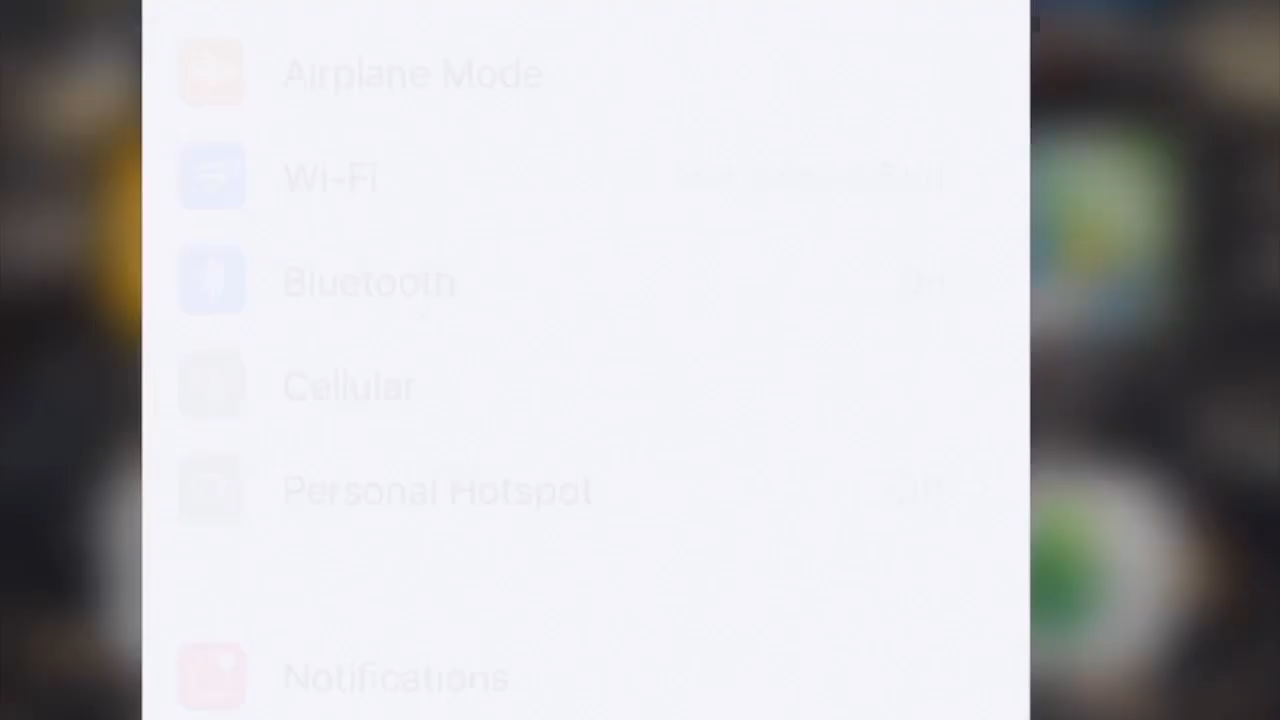 Airplane Mode
Wi-Fi
Bluetooth
Cellular
Personal Hotspot
Notifications